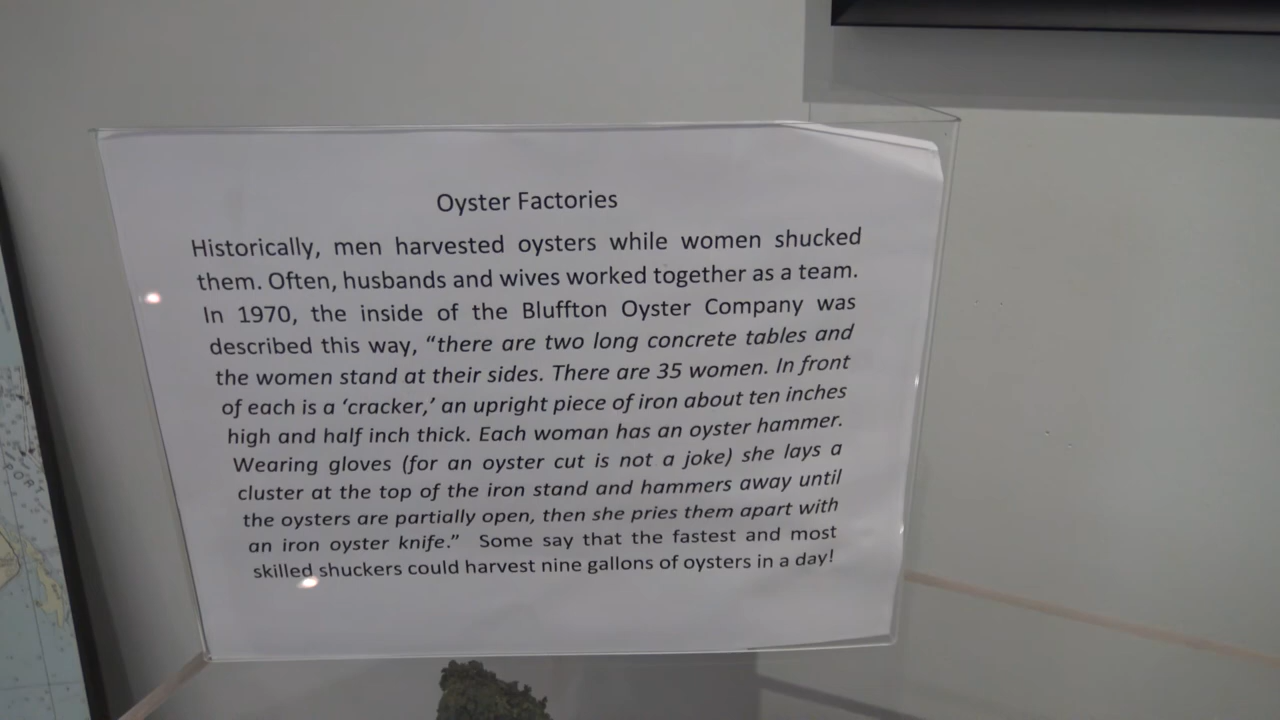 Oyster Factories
Historically, men harvested oysters while women shucked
them. Often, husbands and wives worked together as a team.
In 1970, the inside of the Bluffton Oyster Company was
described this way, “there are two long concrete tables and
the women stand at their sides. There are 35 women. In front
of each is a ‘cracker,’ an upright piece of iron about ten inches
high and half inch thick. Each woman has an oyster hammer.
Wearing gloves (for an oyster cut is not a joke) she lays a
cluster at the top of the iron stand and hammers away until
the oysters are partially open, then she pries them apart with
an iron oyster knife.” Some say that the fastest and most
skilled shuckers could harvest nine gallons of oysters in a day!
PORT